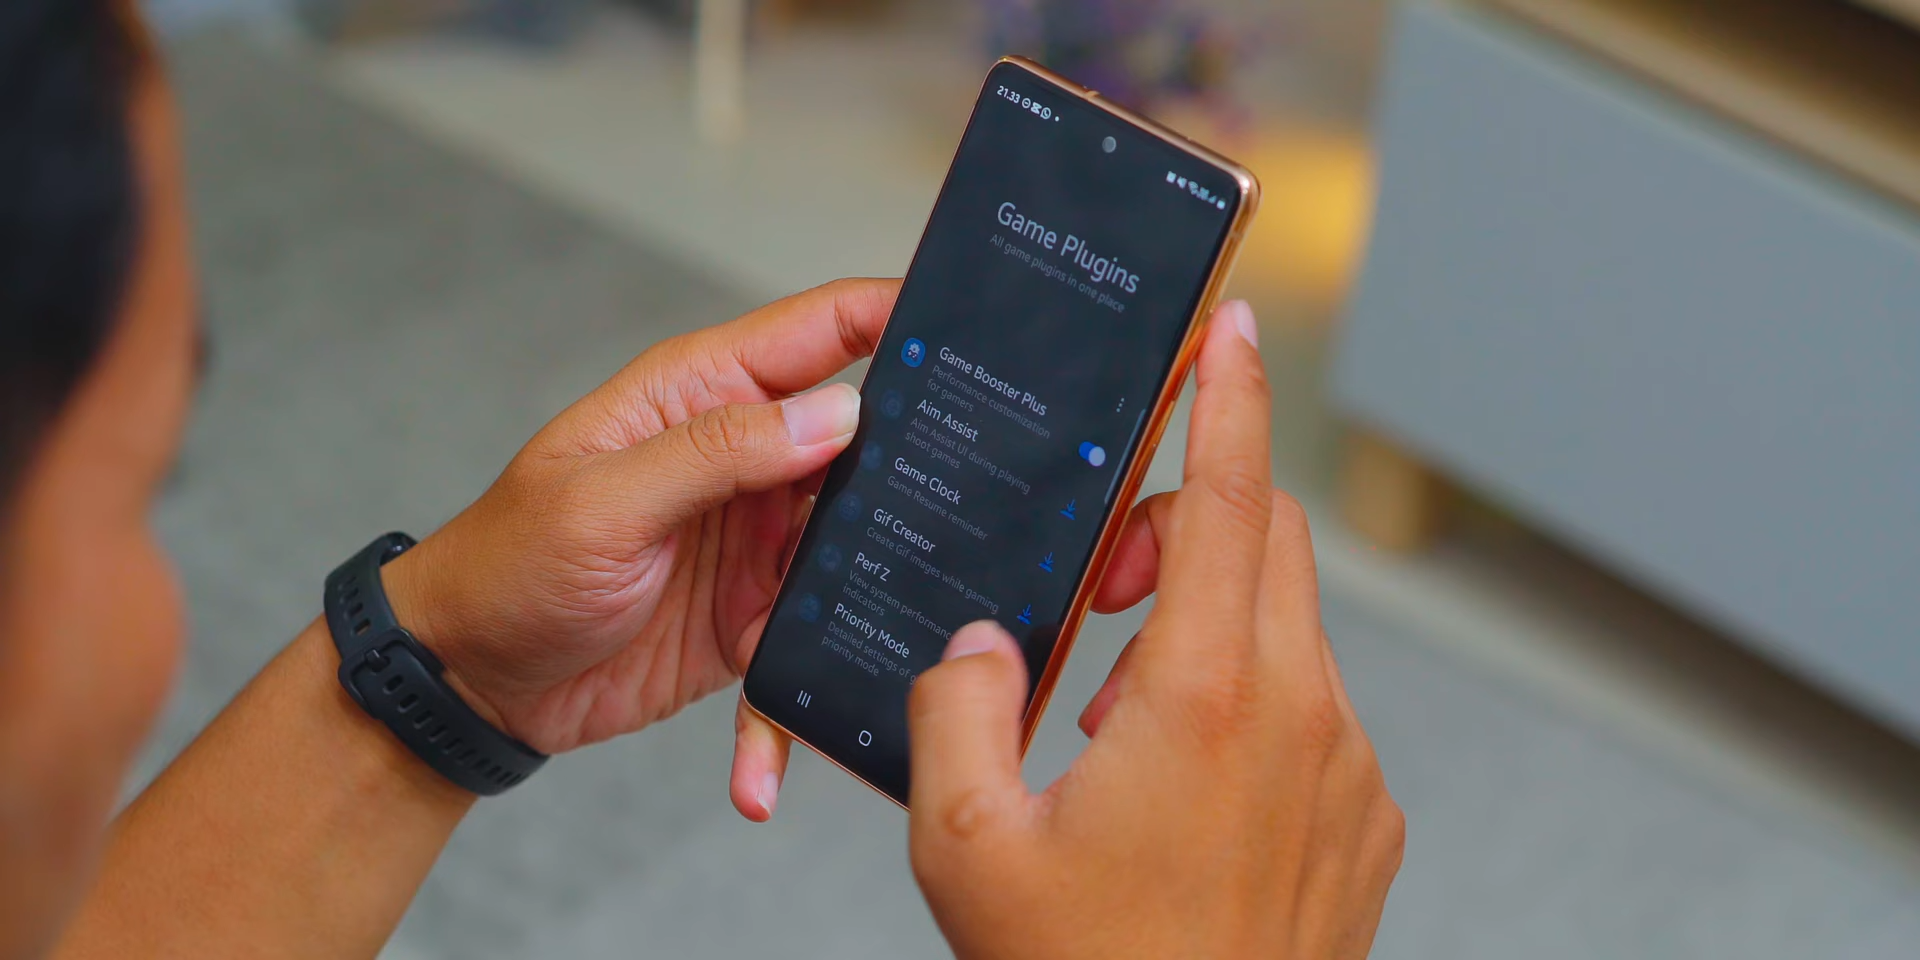 21.33
Game Plugins
All game plugins in one place
Game Booster Plus
Performance customization
for gamers
Aim Assist
Aim Assist UI during playing
shoot games
Game Clock
Game Resume reminder
Gif Creator
Create Gif images while gaming
Perf Z
View system performance
indicators
Priority Mode
Detailed settings of
priority mode